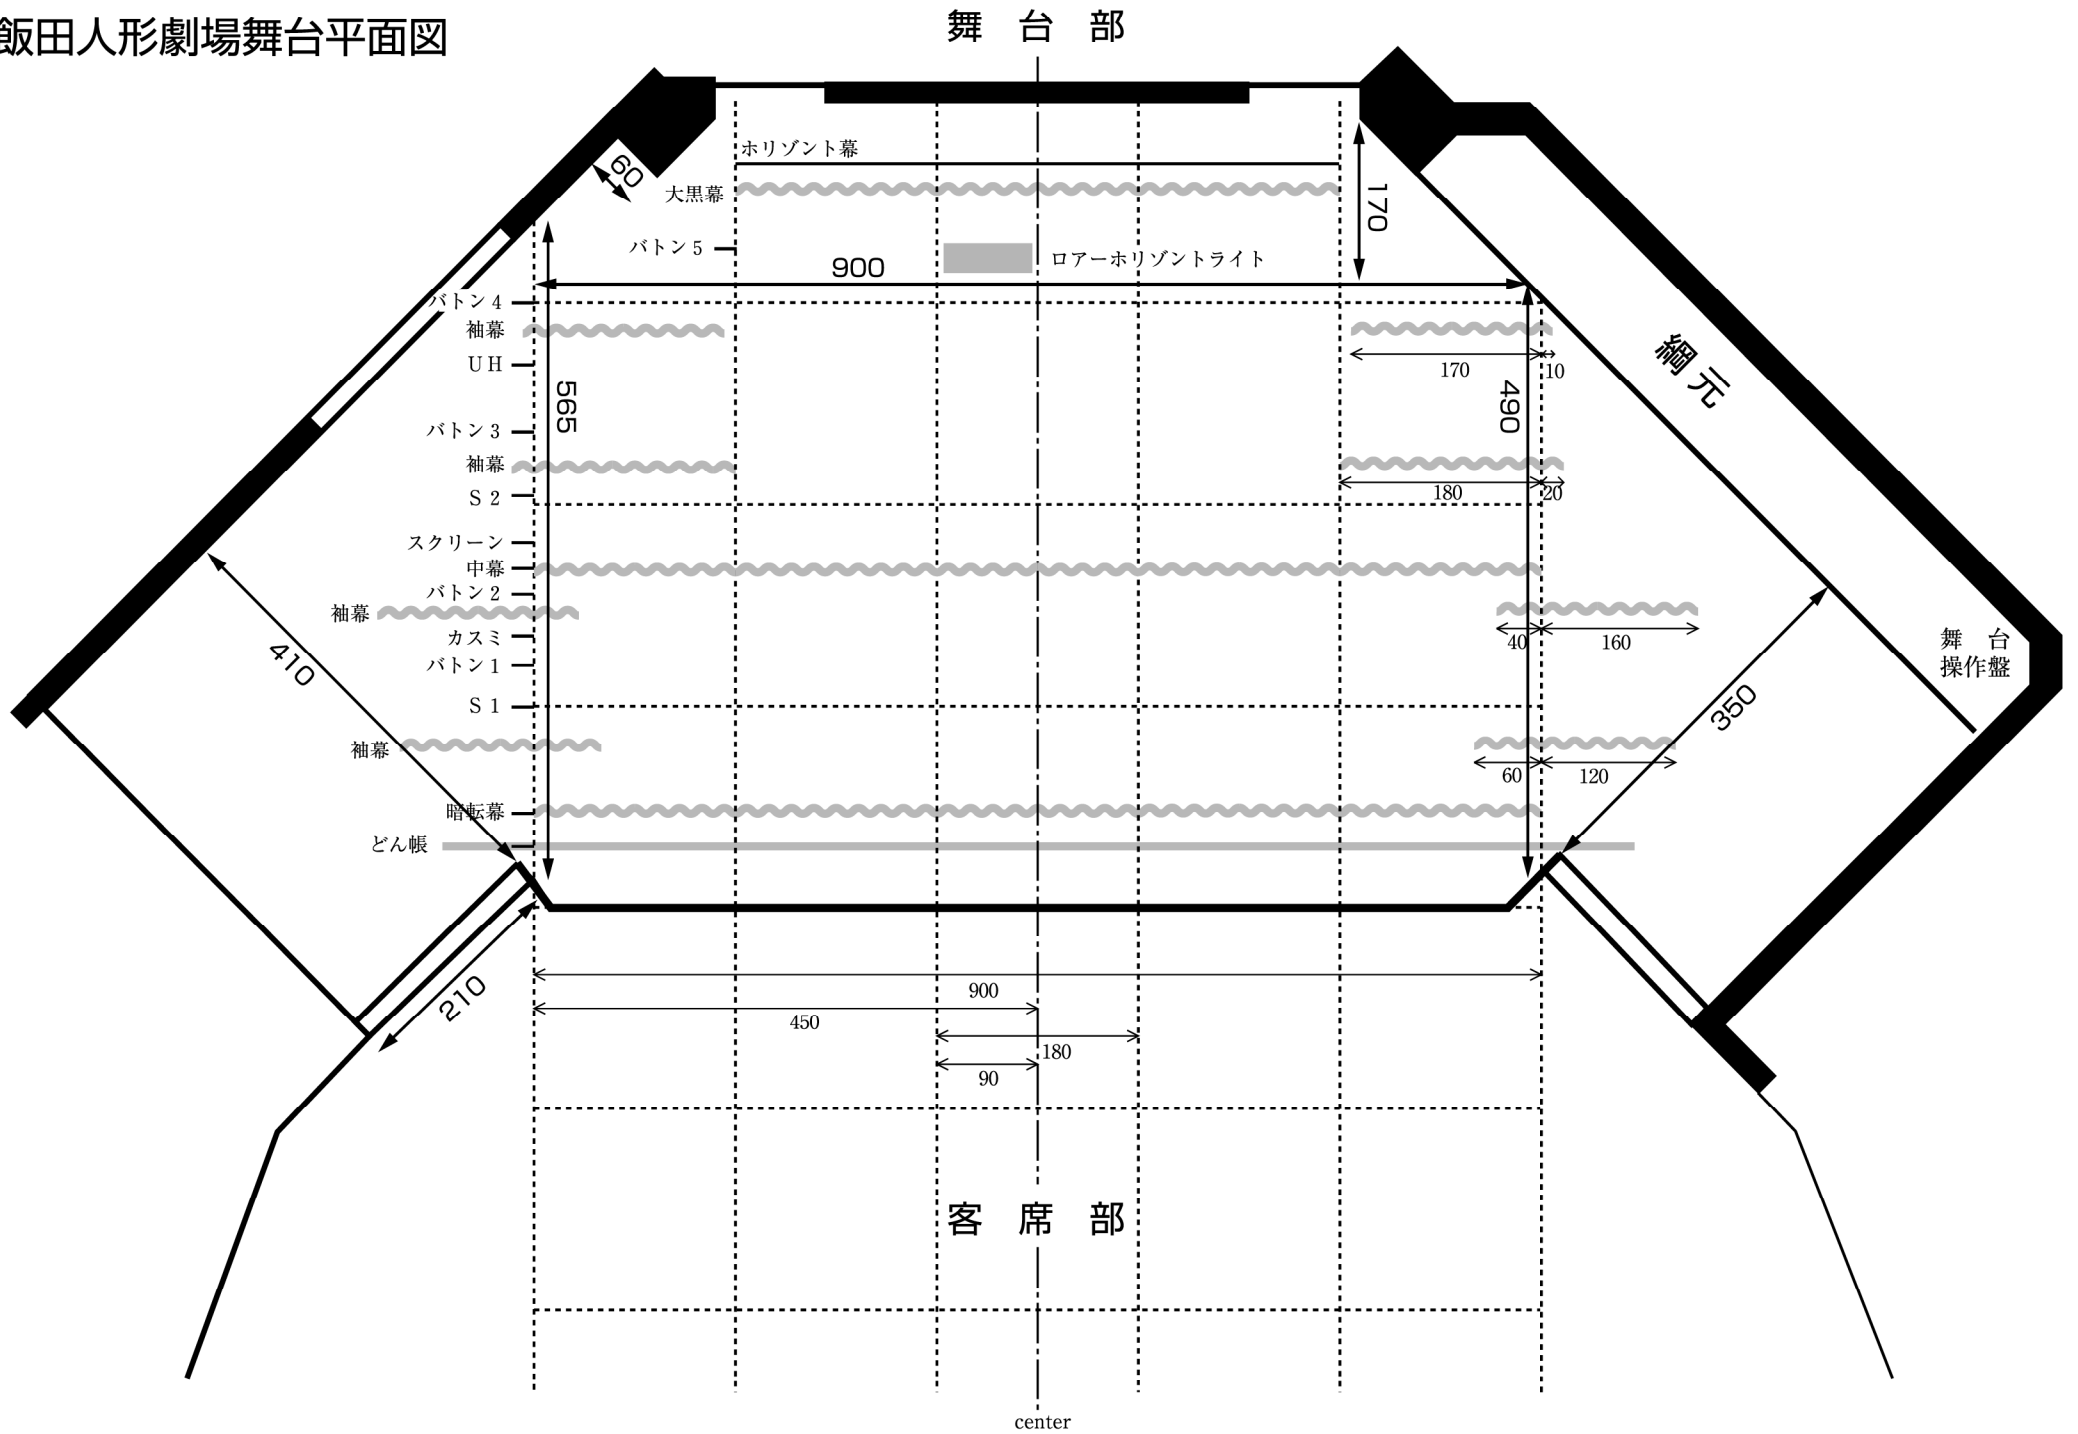 飯田人形劇場舞台平面図
舞台部
ホリゾント幕
60
大黒幕
170
バトン5
ロアーホリゾントライト
900
バトン4
袖幕
UH
170
10
綱元
565
490
バトン3
袖幕
S2
180
20
スクリーン
中幕
バトン2
袖幕
カスミ
40
160
舞台
操作盤
バトン1
410
S1
350
袖幕
60
120
暗転幕
どん帳
210
900
450
180
90
客席部
center